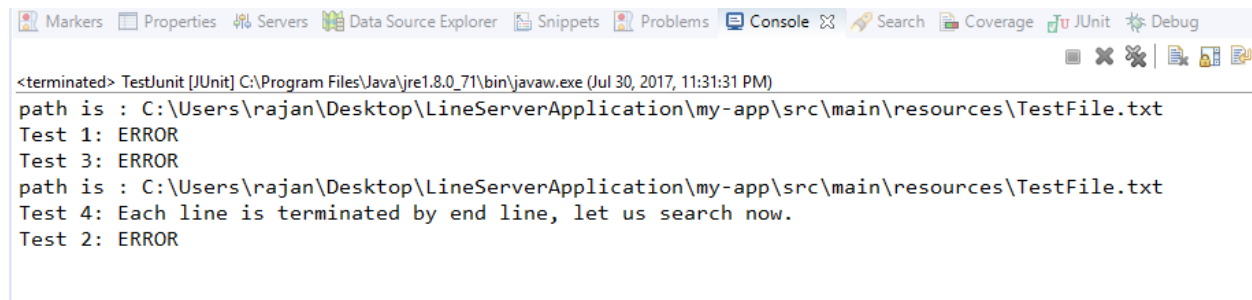 Markers Properties Servers Data Source Explorer Snippets Problems Console Search Coverage JU JUnit Debug
<terminated> TestJunit [JUnit] C:\Program Files\Java\jre1.8.0_71\bin\javaw.exe (Jul 30, 2017, 11:31:31 PM)
path is : C:\Users\rajan\Desktop\LineServerApplication\my-app\src\main\resources\TestFile.txt
Test 1: ERROR
Test 3: ERROR
path is : C:\Users\rajan\Desktop\LineServerApplication\my-app\src\main\resources\TestFile.txt
Test 4: Each line is terminated by end line, let us search now.
Test 2: ERROR